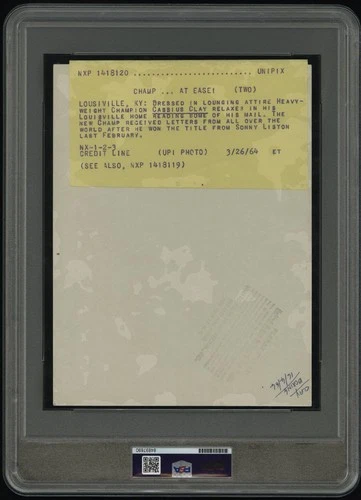 NXP 1418120 ............................. UNIPIX
CHAMP ... AT EASE! (TWO)
LOUSIVILLE, KY: DRESSED IN LOUNGING ATTIRE HEAVY-
WEIGHT CHAMPION CASSIUS CLAY RELAXES IN HIS
LOUISVILLE HOME READING SOME OF HIS MAIL. THE
NEW CHAMP RECEIVED LETTERS FROM ALL OVER THE
WORLD AFTER HE WON THE TITLE FROM SONNY LISTON
LAST FEBRUARY.
NX-1-2-3
CREDIT LINE (UPI PHOTO) 3/26/64 ET
(SEE ALSO, NXP 1418119)
PSA